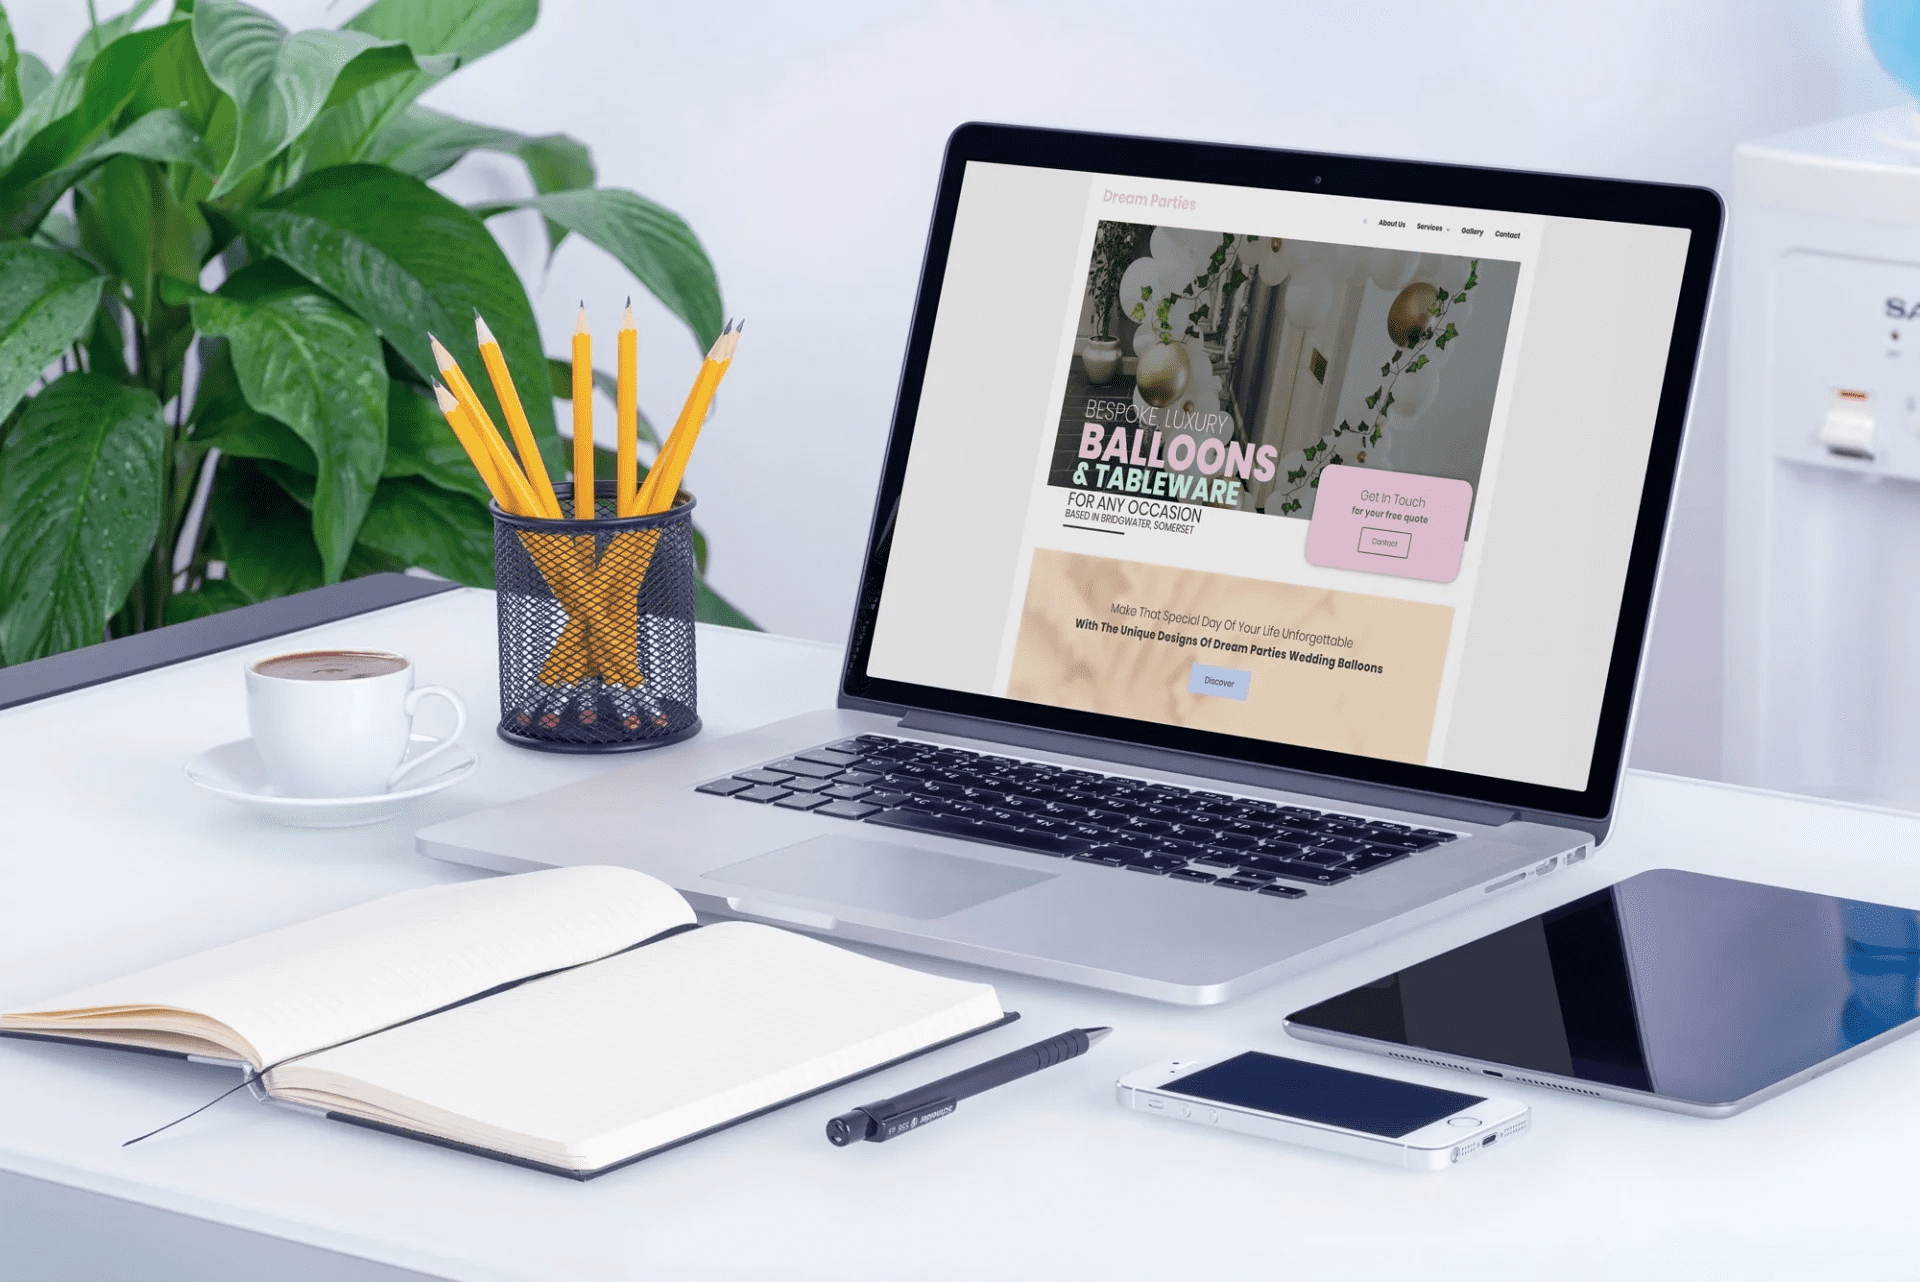 Dream Parties
About Us Services Gallery Contact
BESPOKE, LUXURY
BALLOONS
& TABLEWARE
FOR ANY OCCASION
BASED IN BRIDGWATER, SOMERSET
Get In Touch
for your free quote
Contact
Make That Special Day Of Your Life Unforgettable
With The Unique Designs Of Dream Parties Wedding Balloons
Discover
SA
Schneider